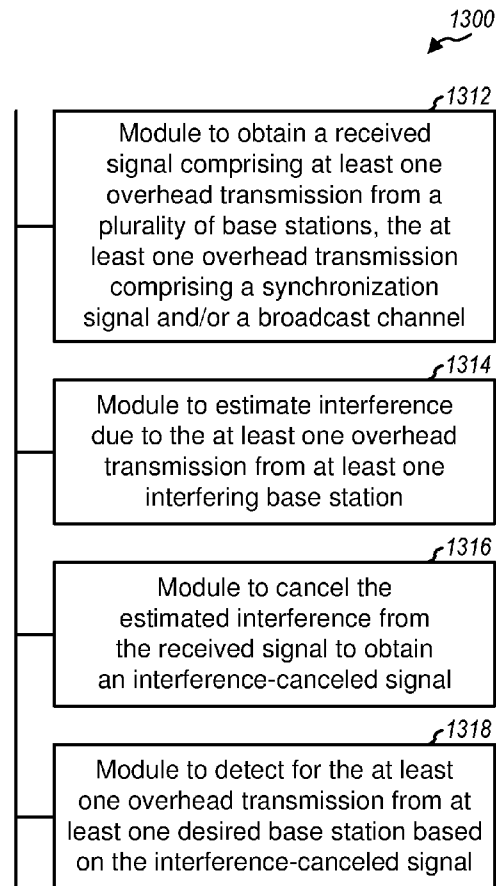 1300
1312
Module to obtain a received
signal comprising at least one
overhead transmission from a
plurality of base stations, the at
least one overhead transmission
comprising a synchronization
signal and/or a broadcast channel
1314
Module to estimate interference
due to the at least one overhead
transmission from at least one
interfering base station
1316
Module to cancel the
estimated interference from
the received signal to obtain
an interference-canceled signal
1318
Module to detect for the at least
one overhead transmission from at
least one desired base station based
on the interference-canceled signal